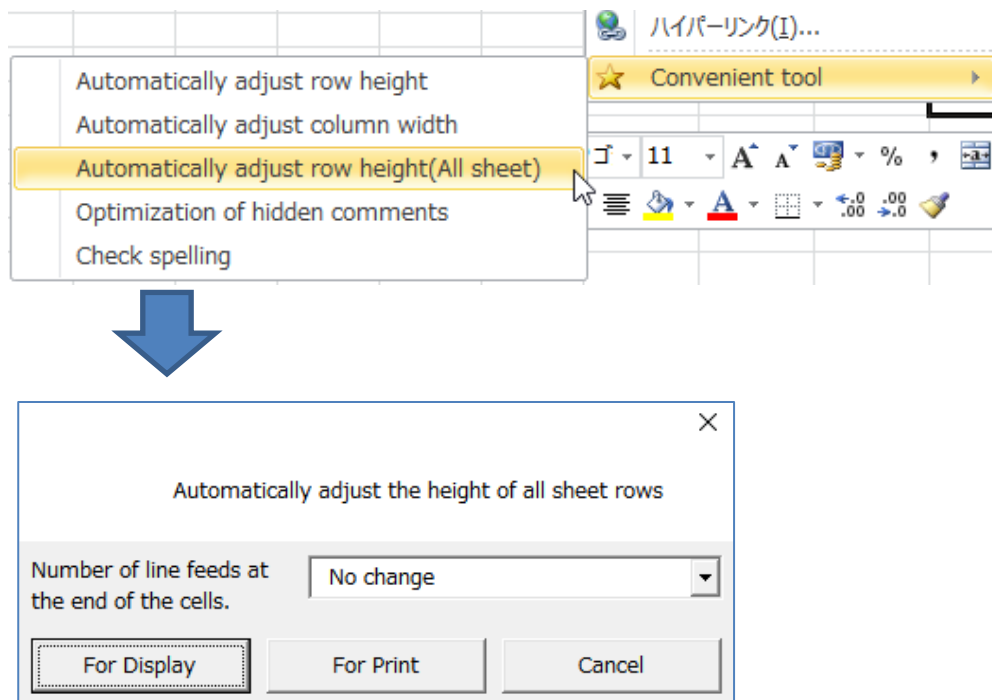 ハイパーリンク(I)...
Convenient tool
Automatically adjust row height
Automatically adjust column width
Automatically adjust row height(All sheet)
Optimization of hidden comments
Check spelling
ゴ 11 A A % , a
A .0 .00 .00 .0
Automatically adjust the height of all sheet rows
Number of line feeds at
the end of the cells.
No change
For Display For Print Cancel